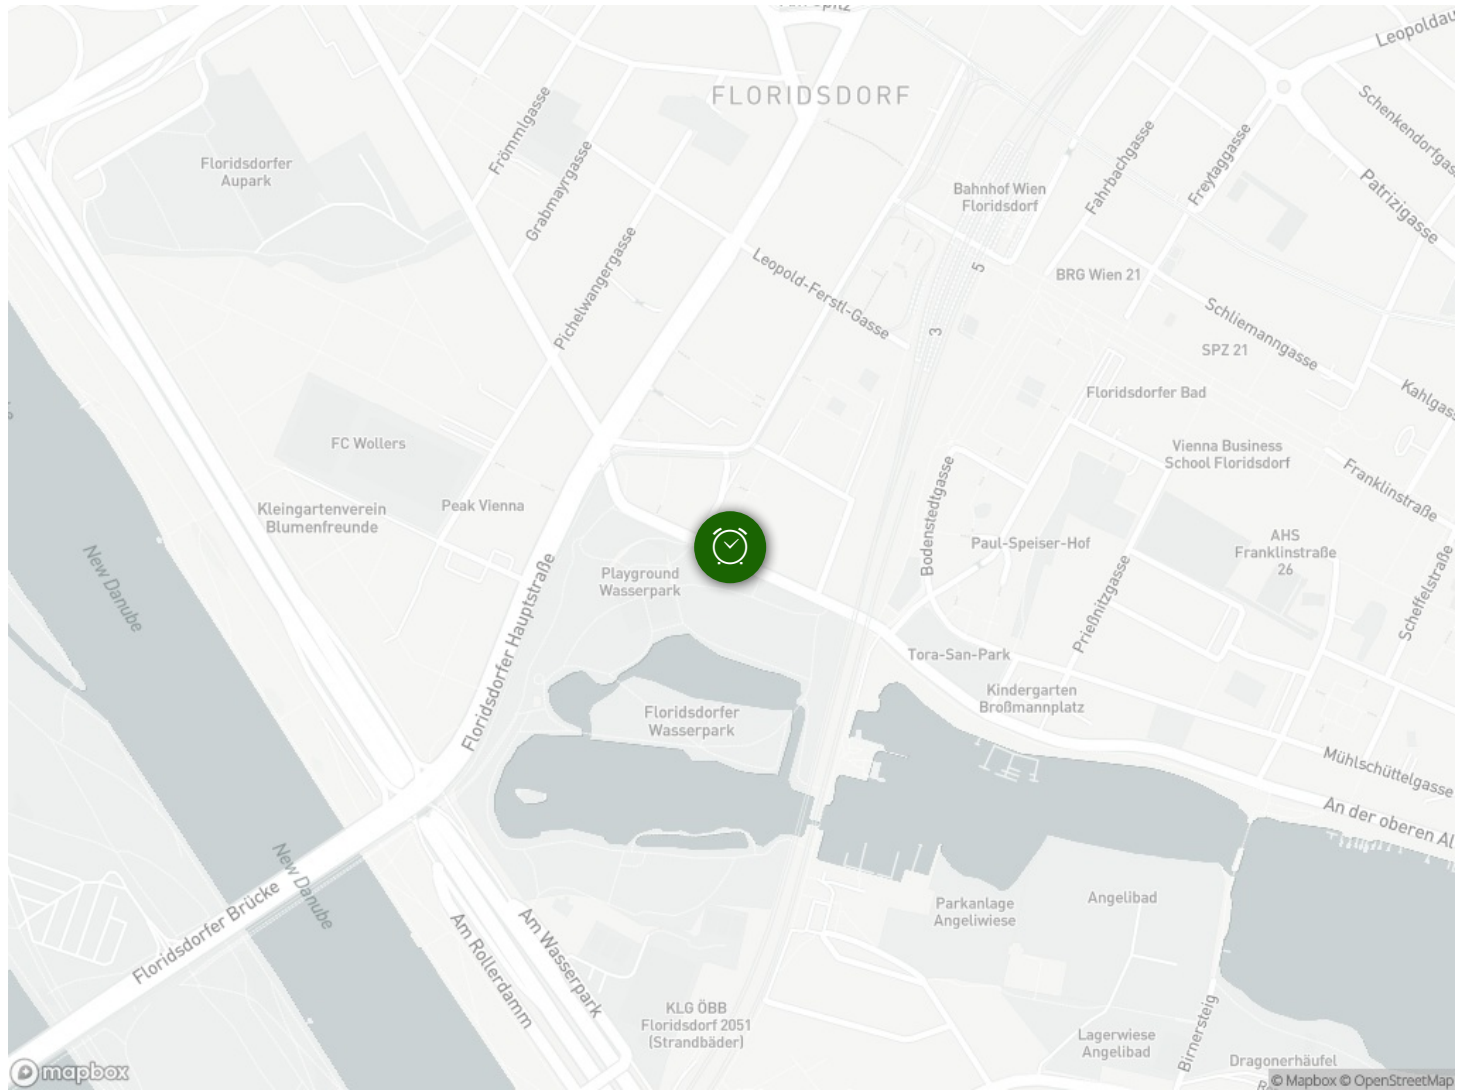 FLORIDSDORF
Leopoldau
Schenkendorfgass
Frömmlgasse
Grabmayrgasse
Fahrbachgasse
Freytaggasse
Patrizigasse
Floridsdorfer
Aupark
Bahnhof Wien
Floridsdorf
Pichelwangergasse
Leopold-Ferstl-Gasse
5
BRG Wien 21
3
Schliemanngasse
SPZ 21
Floridsdorfer Bad
Kahlgass
FC Wollers
Vienna Business
School Floridsdorf
Franklinstraße
Kleingartenverein
Blumenfreunde
Peak Vienna
Bodenstedtgasse
Paul-Speiser-Hof
AHS
Franklinstraße
26
New Danube
Floridsdorfer Hauptstraße
Playground
Wasserpark
Prießnitzgasse
Scheffelstraße
Tora-San-Park
Kindergarten
Broßmannplatz
Floridsdorfer
Wasserpark
Mühlschüttelgasse
An der oberen Al
New Danube
Floridsdorfer Brücke
Am Rollerdamm
Am Wasserpark
Parkanlage
Angeliwiese
Angelibad
KLG ÖBB
Floridsdorf 2051
(Strandbäder)
Birnersteig
Lagerwiese
Angelibad
Dragonerhäufel
mapbox
© Mapbox © OpenStreetMap